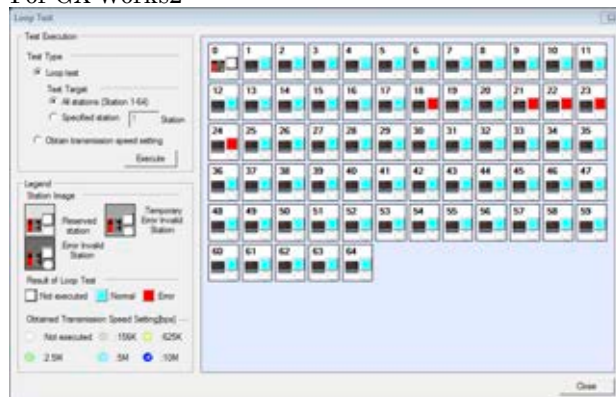 For GX Works2
Loop Test
Test Execution
Test Type
Loop test
Test Target
All stations (Station 1-64)
Specified station 1 Station
Obtain transmission speed setting
Execute
Legend
Station Image
Reserved station
Temporary Error Invalid Station
Error Invalid Station
Result of Loop Test
Not executed Normal Error
Obtained Transmission Speed Setting[bps]
Not executed 156K 625K
2.5M 5M 10M
0 1 2 3 4 5 6 7 8 9 10 11
12 13 14 15 16 17 18 19 20 21 22 23
24 25 26 27 28 29 30 31 32 33 34 35
36 37 38 39 40 41 42 43 44 45 46 47
48 49 50 51 52 53 54 55 56 57 58 59
60 61 62 63 64
Close